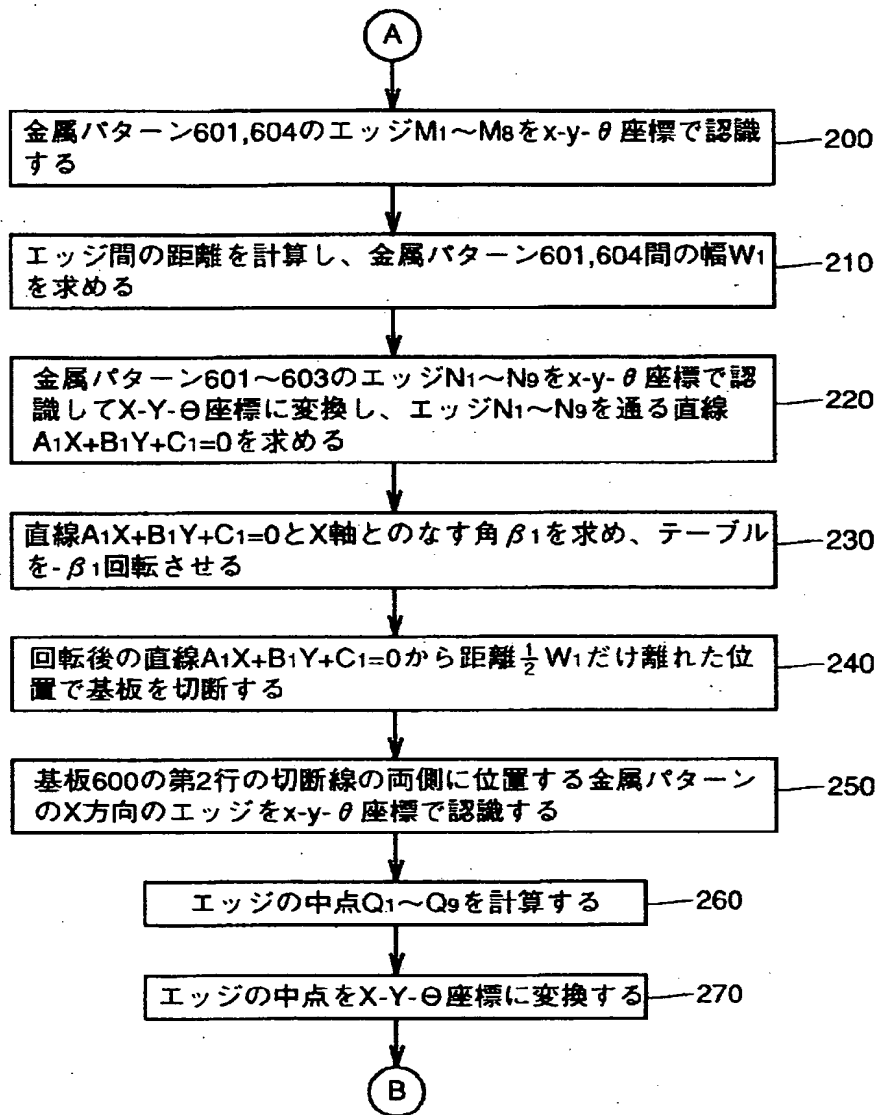 A
金属パターン601,604のエッジM1～M8をx-y-θ座標で認識
する
200
エッジ間の距離を計算し、金属パターン601,604間の幅W1
を求める
210
金属パターン601～603のエッジN1～N9をx-y-θ座標で認
識してX-Y-Θ座標に変換し、エッジN1～N9を通る直線
A1X+B1Y+C1=0を求める
220
直線A1X+B1Y+C1=0とX軸とのなす角β1を求め、テーブル
を-β1回転させる
230
回転後の直線A1X+B1Y+C1=0から距離½W1だけ離れた位
置で基板を切断する
240
基板600の第2行の切断線の両側に位置する金属パターン
のX方向のエッジをx-y-θ座標で認識する
250
エッジの中点Q1～Q9を計算する
260
エッジの中点をX-Y-Θ座標に変換する
270
B